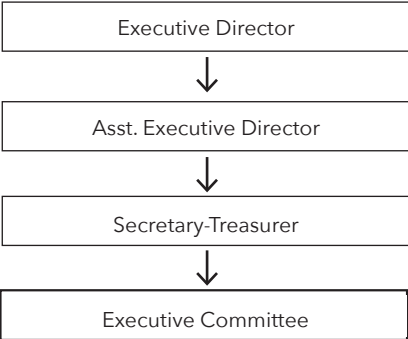 Executive Director
Asst. Executive Director
Secretary-Treasurer
Executive Committee